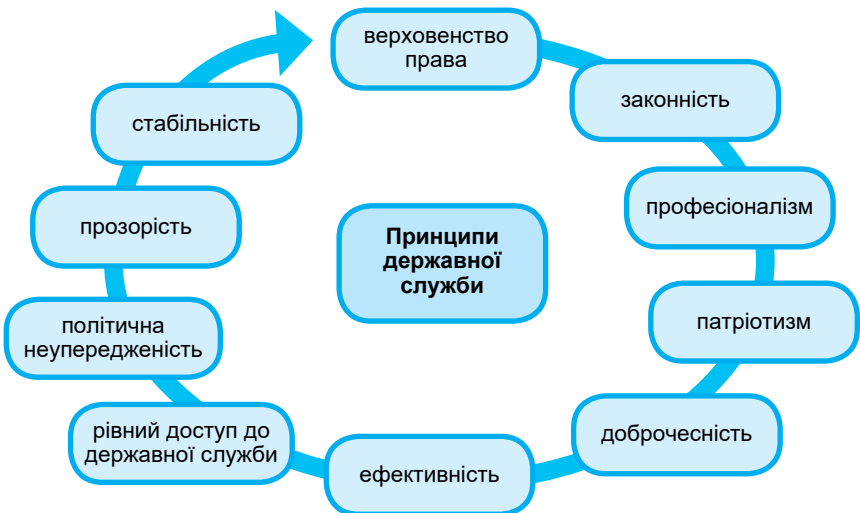 верховенство
права
законність
професіоналізм
патріотизм
доброчесність
ефективність
рівний доступ до
державної служби
політична
неупередженість
прозорість
стабільність
Принципи
державної
служби